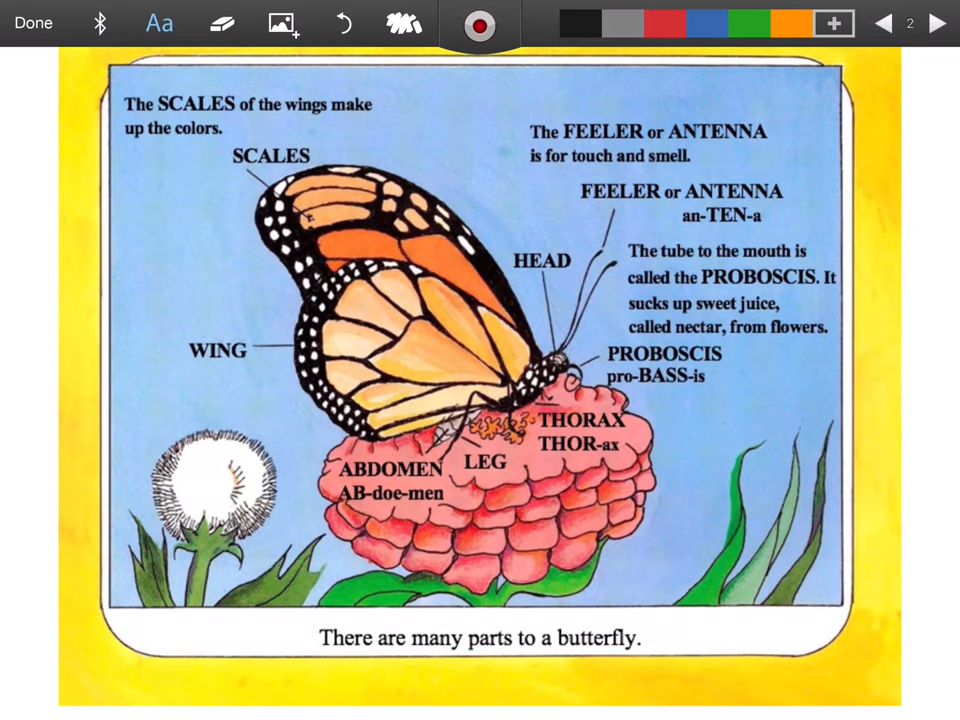 Done
Aa
2
The SCALES of the wings make
up the colors.
SCALES
The FEELER or ANTENNA
is for touch and smell.
FEELER or ANTENNA
an-TEN-a
HEAD
The tube to the mouth is
called the PROBOSCIS. It
sucks up sweet juice,
called nectar, from flowers.
WING
PROBOSCIS
pro-BASS-is
THORAX
THOR-ax
ABDOMEN
AB-doe-men
LEG
There are many parts to a butterfly.